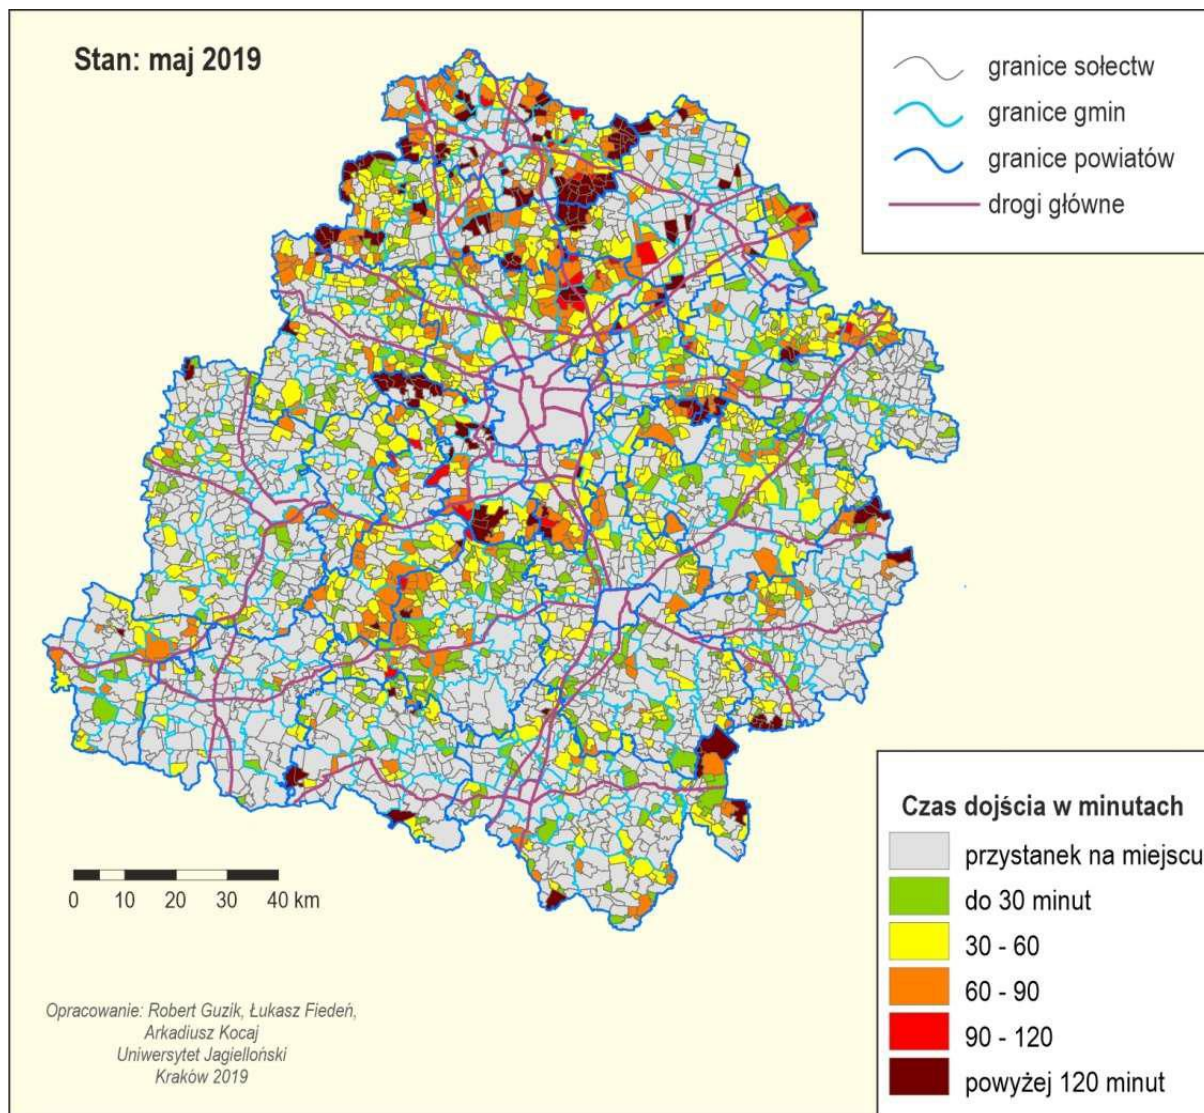 Stan: maj 2019
granice sołectw
granice gmin
granice powiatów
drogi główne
Czas dojścia w minutach
przystanek na miejscu
do 30 minut
30 - 60
60 - 90
90 - 120
powyżej 120 minut
0 10 20 30 40 km
Opracowanie: Robert Guzik, Łukasz Fiedeń,
Arkadiusz Kocaj
Uniwersytet Jagielloński
Kraków 2019